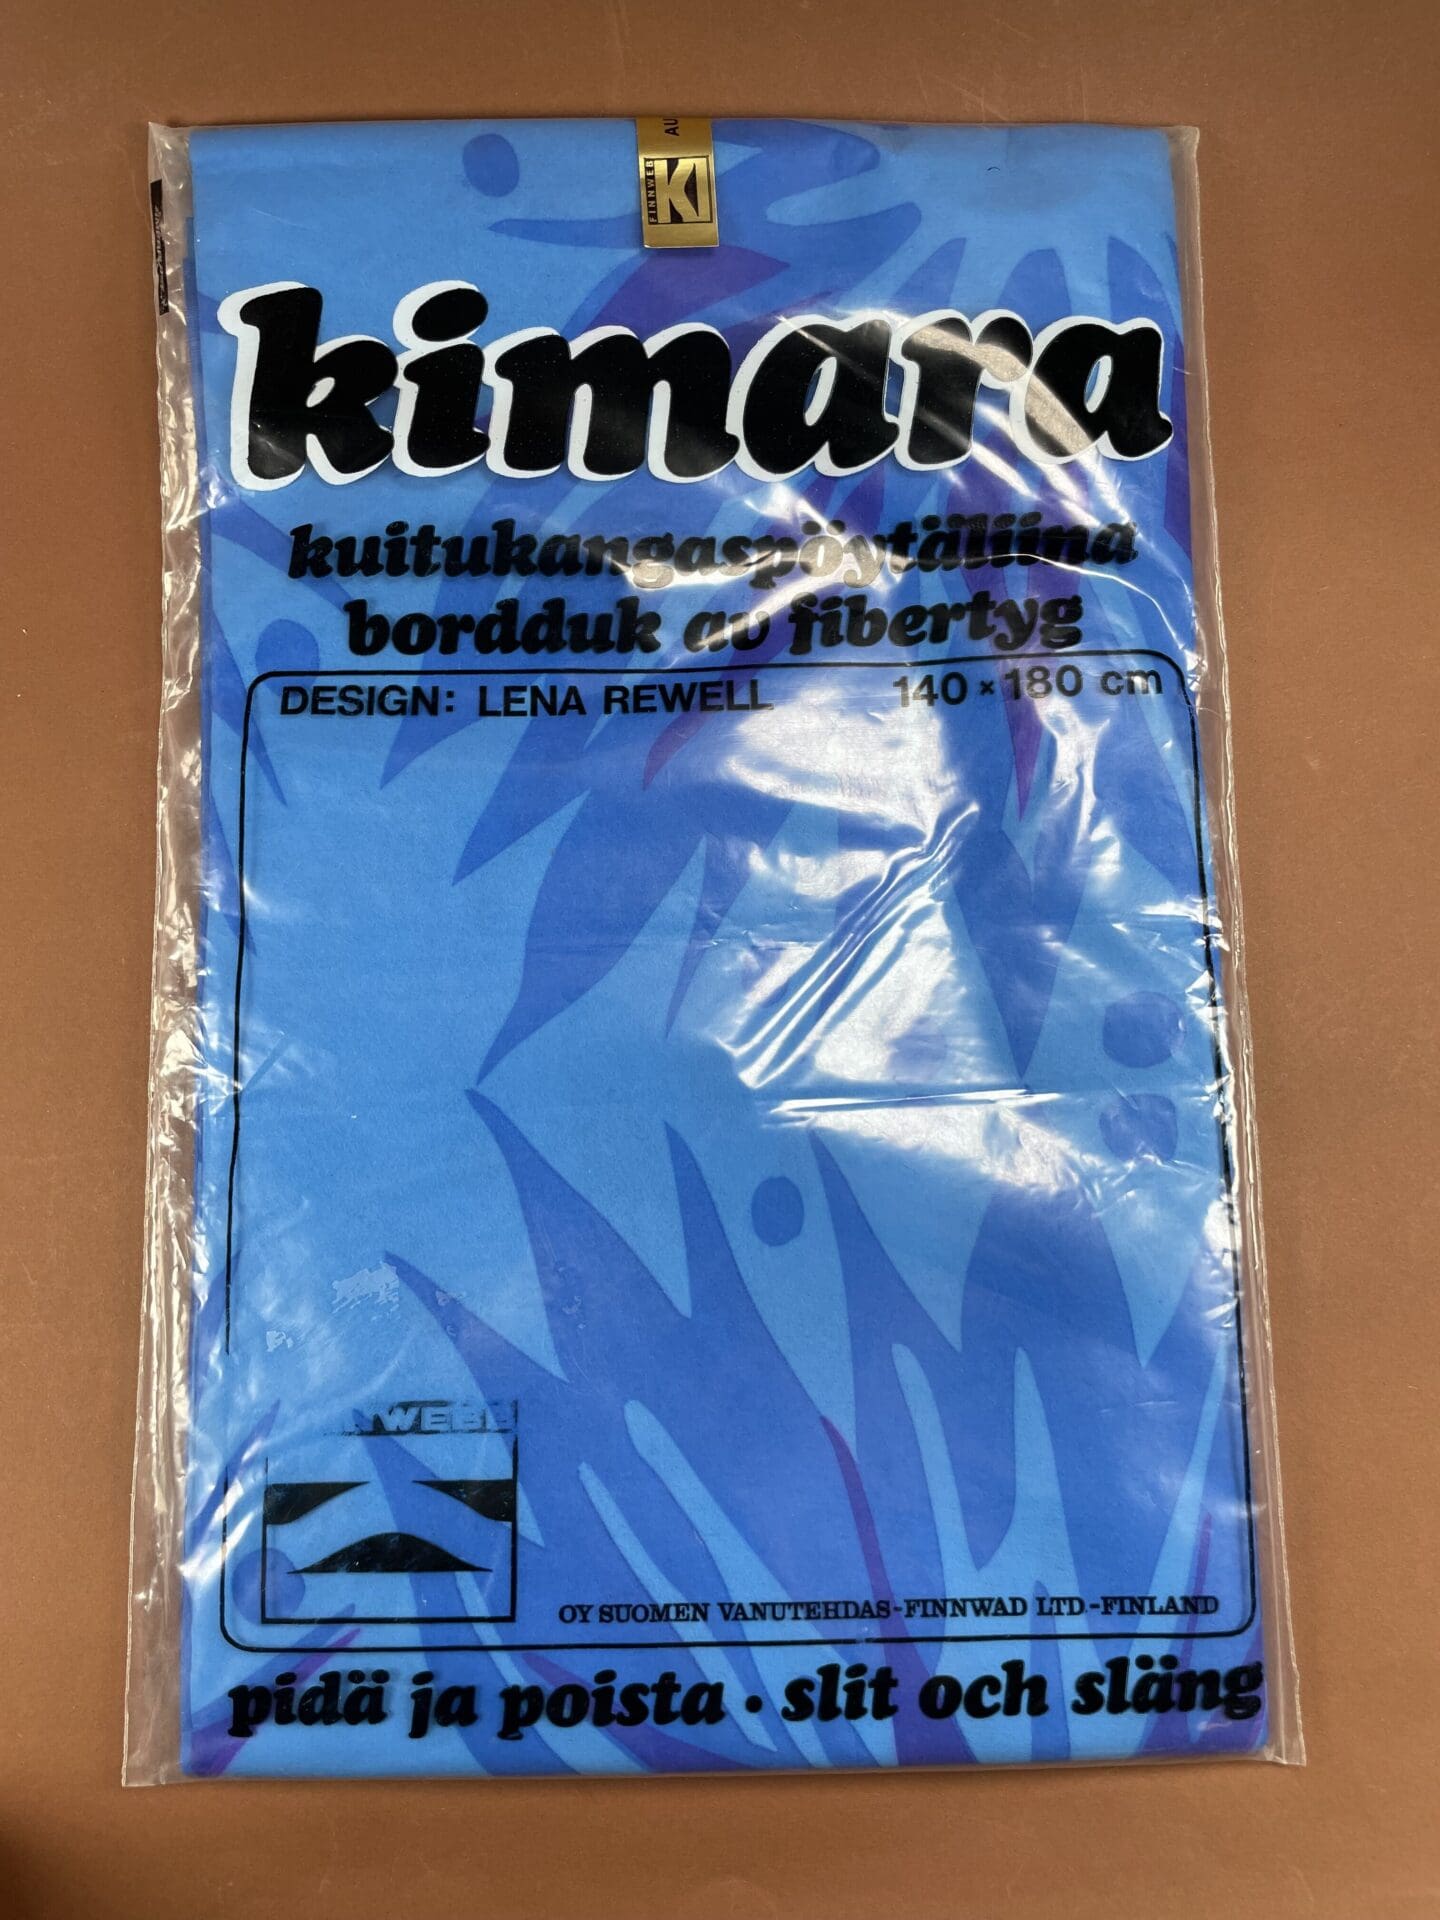 AU
FINNWEB
kimara
kuitukangaspöytäliina
bordduk av fibertyg
DESIGN: LENA REWELL 140 × 180 cm
OY SUOMEN VANUTEHDAS-FINNWAD LTD.-FINLAND
pidä ja poista · slit och släng